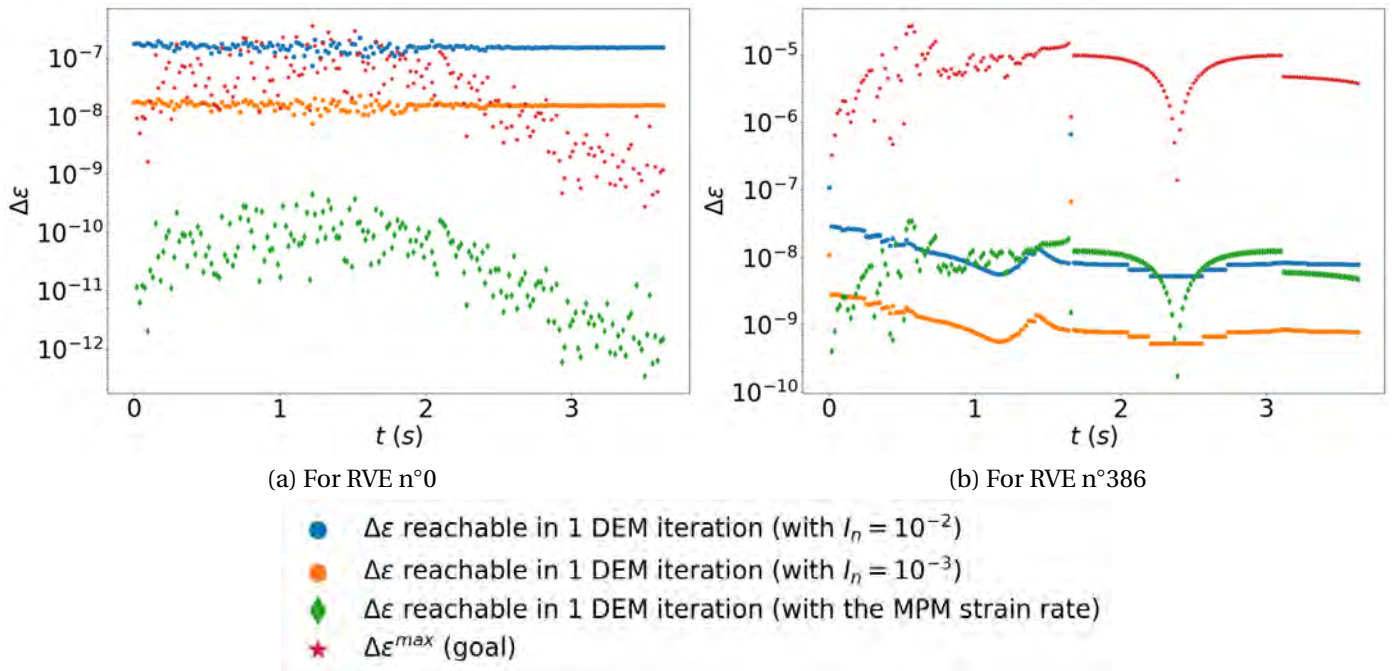 10⁻⁷
10⁻⁸
10⁻⁹
10⁻¹⁰
10⁻¹¹
10⁻¹²
Δε
0 1 2 3
t (s)
(a) For RVE n°0
10⁻⁵
10⁻⁶
10⁻⁷
10⁻⁸
10⁻⁹
10⁻¹⁰
Δε
0 1 2 3
t (s)
(b) For RVE n°386
Δε reachable in 1 DEM iteration (with Iₙ = 10⁻²)
Δε reachable in 1 DEM iteration (with Iₙ = 10⁻³)
Δε reachable in 1 DEM iteration (with the MPM strain rate)
Δεᵐᵃˣ (goal)